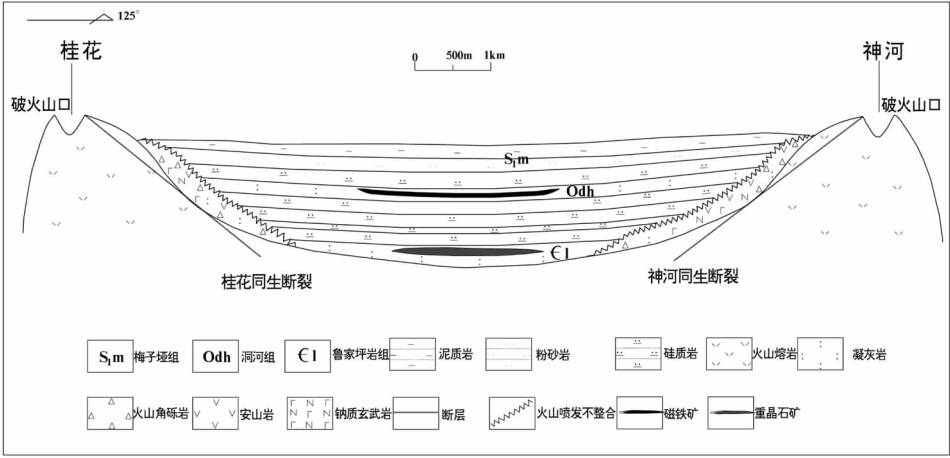 125°
桂花
神河
0 500m 1km
破火山口
破火山口
S₁m
Odh
Є l
桂花同生断裂
神河同生断裂
S₁m 梅子垭组
Odh 洞河组
Є l 鲁家坪岩组
泥质岩
粉砂岩
硅质岩
火山熔岩
凝灰岩
火山角砾岩
安山岩
钠质玄武岩
断层
火山喷发不整合
磁铁矿
重晶石矿